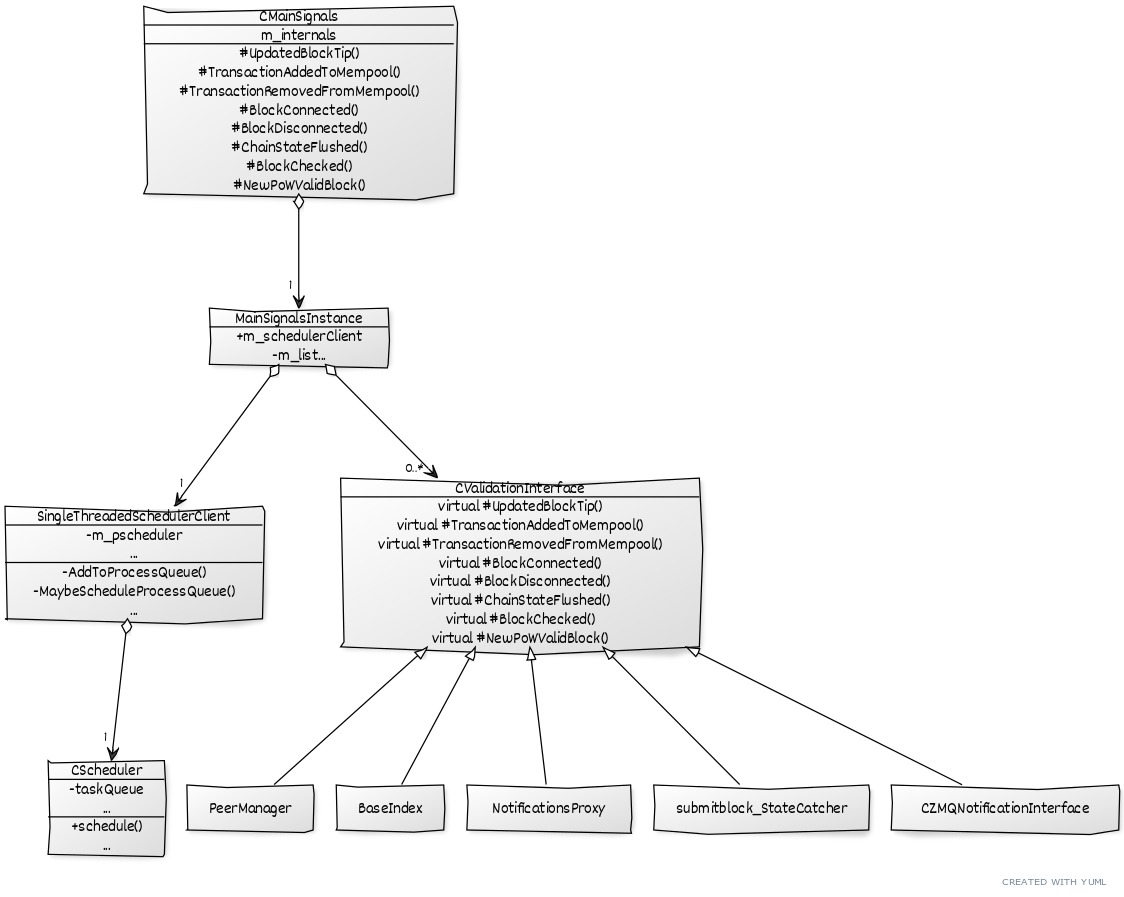 CMainSignals
m_internals
#UpdatedBlockTip()
#TransactionAddedToMempool()
#TransactionRemovedFromMempool()
#BlockConnected()
#BlockDisconnected()
#ChainStateFlushed()
#BlockChecked()
#NewPoWValidBlock()
1
MainSignalsInstance
+m_schedulerClient
-m_list...
1
0..*
SingleThreadedSchedulerClient
-m_pscheduler
...
-AddToProcessQueue()
-MaybeScheduleProcessQueue()
...
CValidationInterface
virtual #UpdatedBlockTip()
virtual #TransactionAddedToMempool()
virtual #TransactionRemovedFromMempool()
virtual #BlockConnected()
virtual #BlockDisconnected()
virtual #ChainStateFlushed()
virtual #BlockChecked()
virtual #NewPoWValidBlock()
1
CScheduler
-taskQueue
...
+schedule()
...
PeerManager
BaseIndex
NotificationsProxy
submitblock_StateCatcher
CZMQNotificationInterface
CREATED WITH YUML